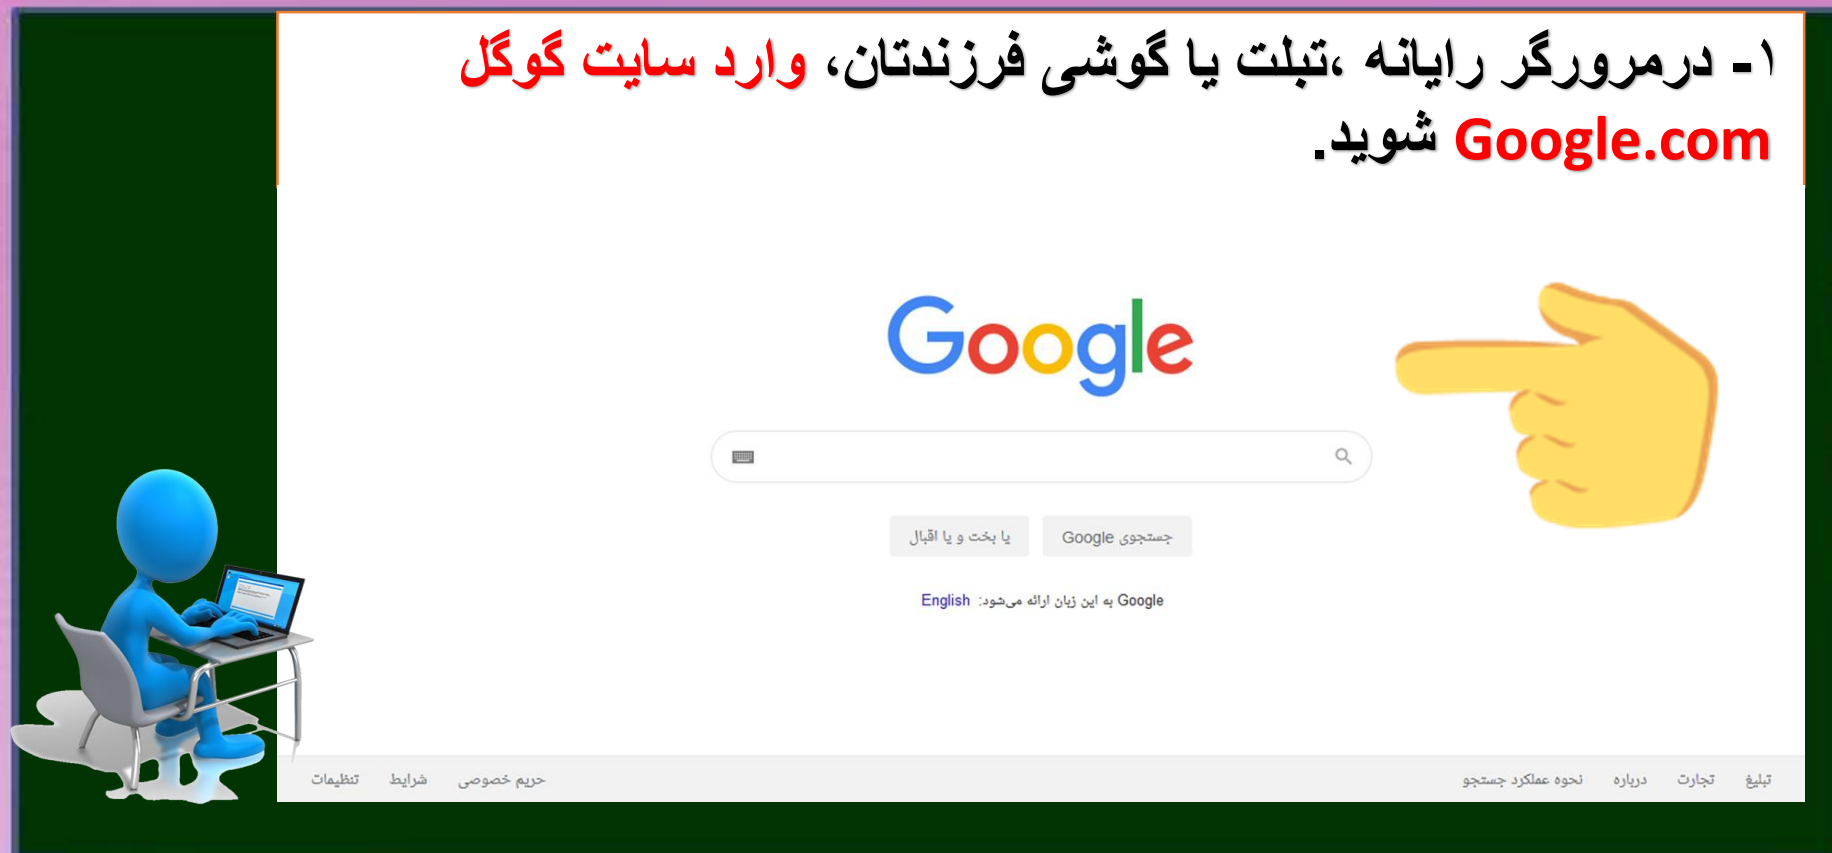 ۱- درمرورگر رایانه ،تبلت یا گوشی فرزندتان، وارد سایت گوگل
Google.com شوید.
Google
جستجوی Google
یا بخت و یا اقبال
Google به این زبان ارائه می‌شود: English
تبلیغ تجارت درباره نحوه عملکرد جستجو حریم خصوصی شرایط تنظیمات